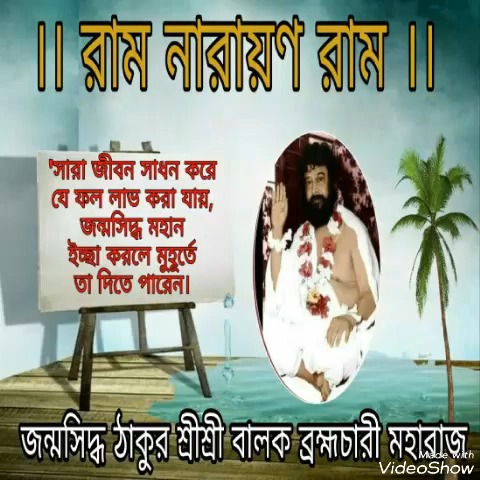 ।। রাম নারায়ণ রাম ।।
'সারা জীবন সাধন করে
যে ফল লাভ করা যায়,
জন্মসিদ্ধ মহান
ইচ্ছা করলে মুহূর্তে
তা দিতে পারেন।
জন্মসিদ্ধ ঠাকুর শ্রীশ্রী বালক ব্রহ্মচারী মহারাজ
Made With
VideoShow